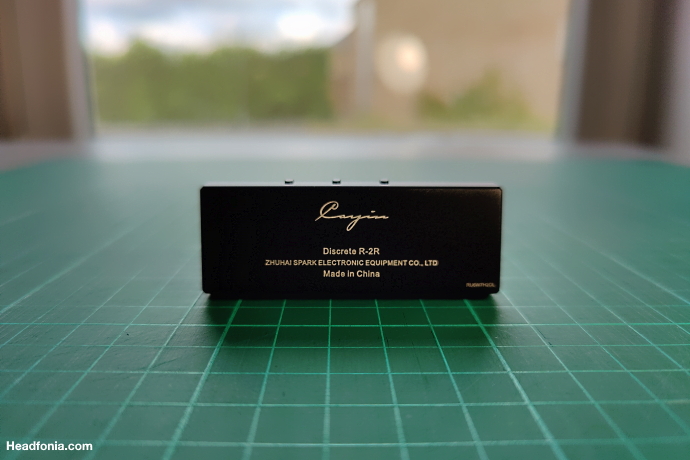 Cayin
Discrete R-2R
ZHUHAI SPARK ELECTRONIC EQUIPMENT CO., LTD
Made in China
Headfonia.com